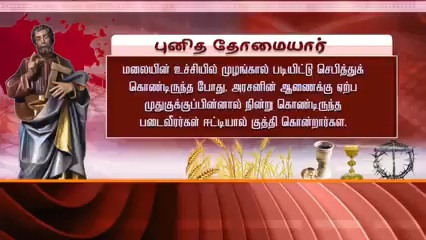 புனித தோமையார்
மலையின் உச்சியில் முழங்கால் படியிட்டு செபித்துக்
கொண்டிருந்த போது, அரசனின் ஆணைக்கு ஏற்ப
முதுகுக்குப்பின்னால் நின்று கொண்டிருந்த
படைவீரர்கள் ஈட்டியால் குத்தி கொன்றார்கள.